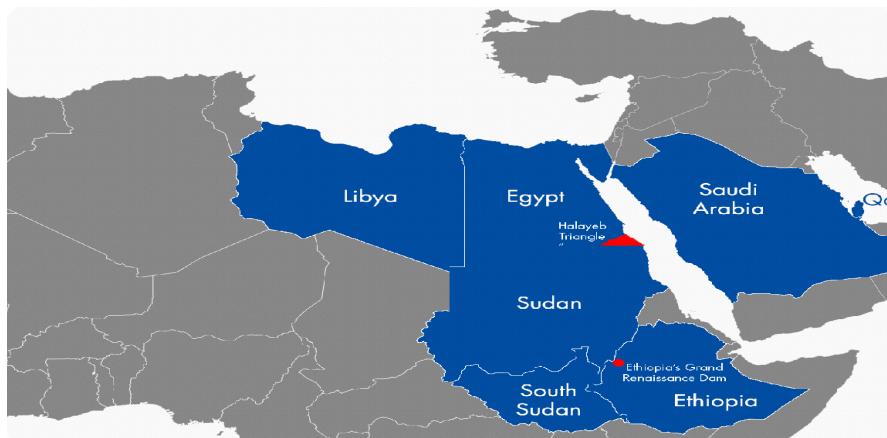 Libya
Egypt
Saudi
Arabia
Halayeb
Triangle
"
Sudan
Ethiopia's Grand
Renaissance Dam
South
Sudan
Ethiopia